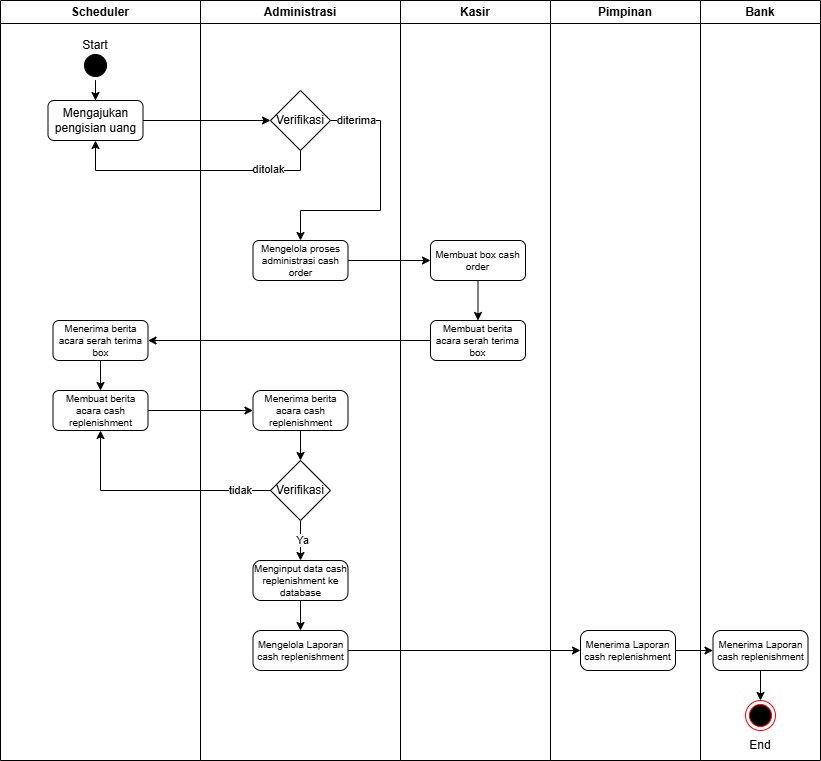 Scheduler
Administrasi
Kasir
Pimpinan
Bank
Start
Mengajukan
pengisian uang
Verifikasi
diterima
ditolak
Mengelola proses
administrasi cash
order
Membuat box cash
order
Menerima berita
acara serah terima
box
Membuat berita
acara serah terima
box
Membuat berita
acara cash
replenishment
Menerima berita
acara cash
replenishment
Verifikasi
tidak
Ya
Menginput data cash
replenishment ke
database
Mengelola Laporan
cash replenishment
Menerima Laporan
cash replenishment
Menerima Laporan
cash replenishment
End